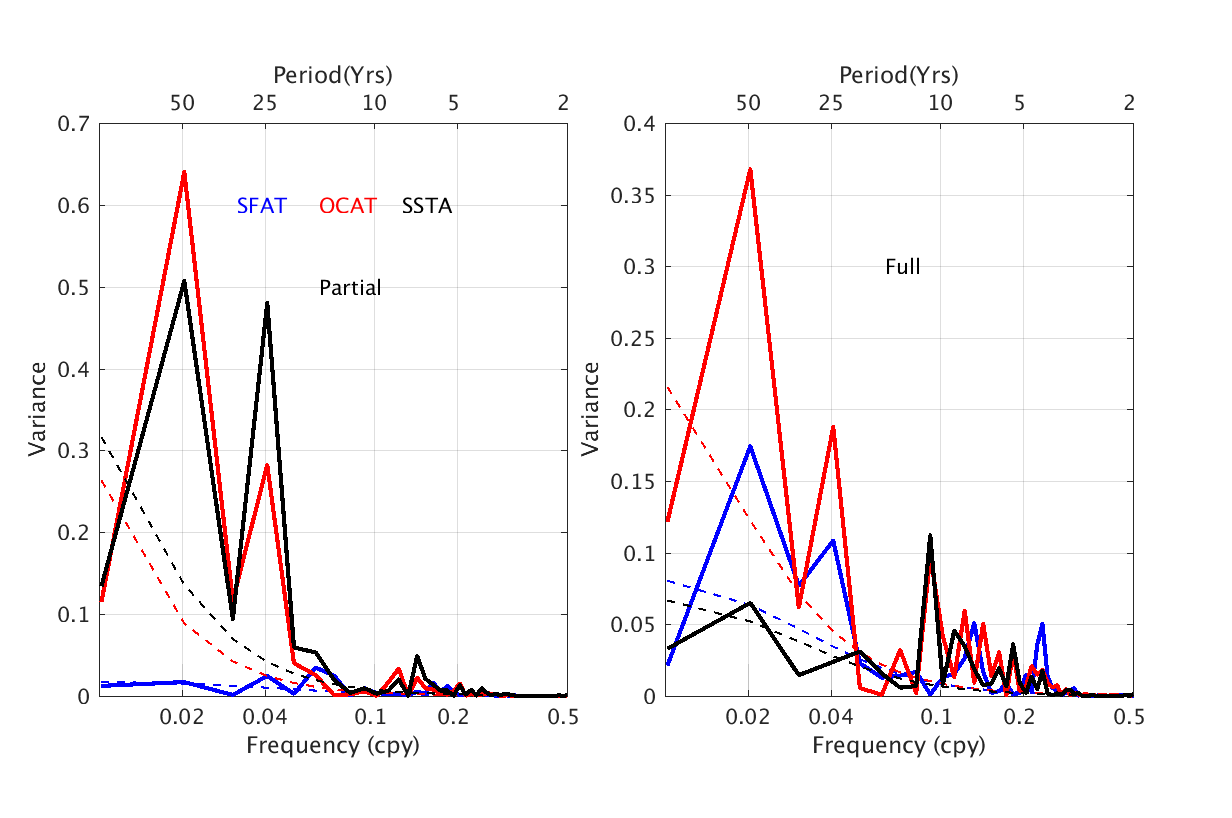 Period(Yrs)
50 25 10 5 2
0.7
0.6
0.5
0.4
0.3
0.2
0.1
0
Variance
SFAT OCAT SSTA
Partial
0.02 0.04 0.1 0.2 0.5
Frequency (cpy)
Period(Yrs)
50 25 10 5 2
0.4
0.35
0.3
0.25
0.2
0.15
0.1
0.05
0
Variance
Full
0.02 0.04 0.1 0.2 0.5
Frequency (cpy)